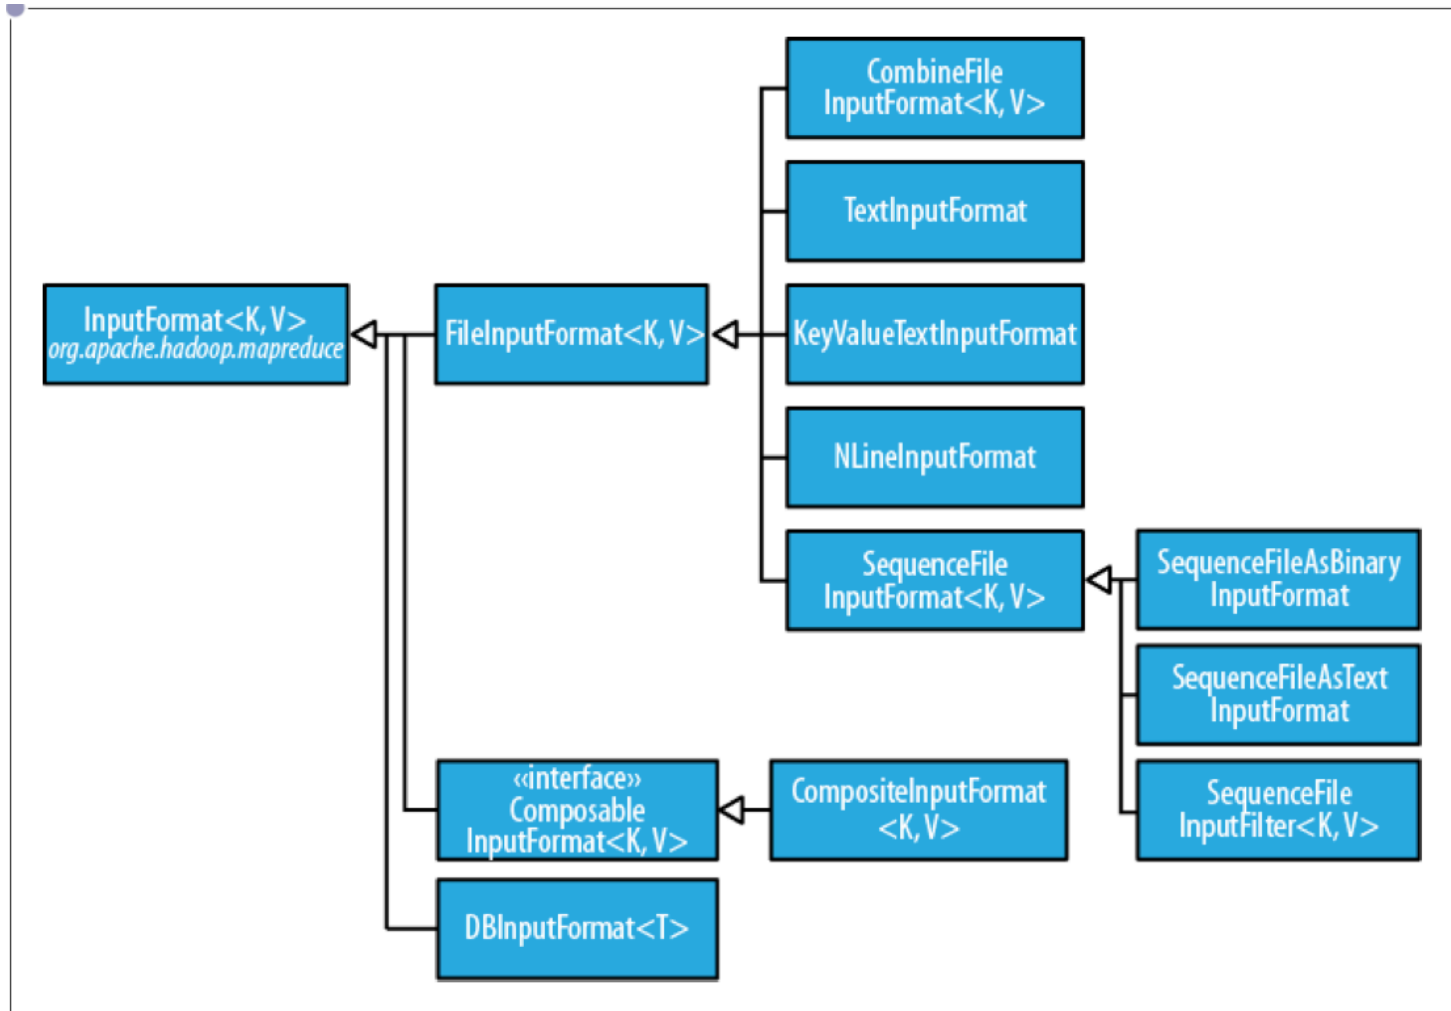 CombineFile
InputFormat<K, V>
TextInputFormat
InputFormat<K, V>
org.apache.hadoop.mapreduce
FileInputFormat<K, V>
KeyValueTextInputFormat
NLineInputFormat
SequenceFile
InputFormat<K, V>
SequenceFileAsBinary
InputFormat
SequenceFileAsText
InputFormat
«interface»
Composable
InputFormat<K, V>
CompositeInputFormat
<K, V>
SequenceFile
InputFilter<K, V>
DBInputFormat<T>